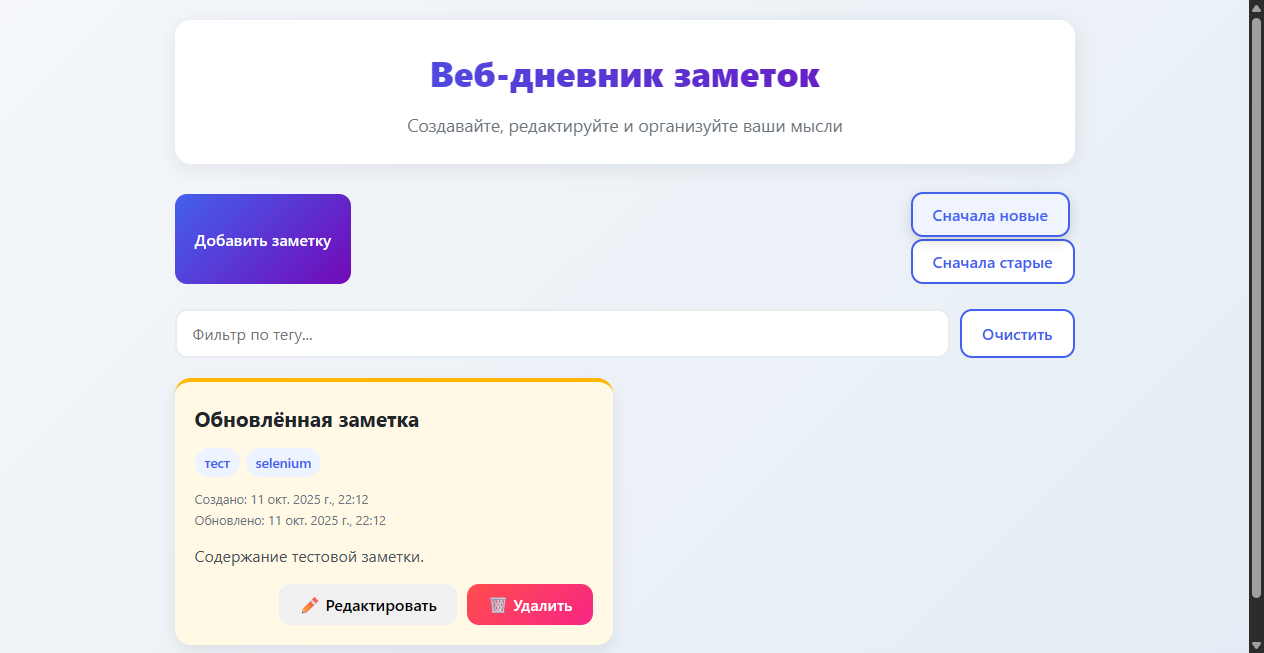 Веб-дневник заметок
Создавайте, редактируйте и организуйте ваши мысли
Добавить заметку
Сначала новые
Сначала старые
Фильтр по тегу...
Очистить
Обновлённая заметка
тест selenium
Создано: 11 окт. 2025 г., 22:12
Обновлено: 11 окт. 2025 г., 22:12
Содержание тестовой заметки.
Редактировать Удалить